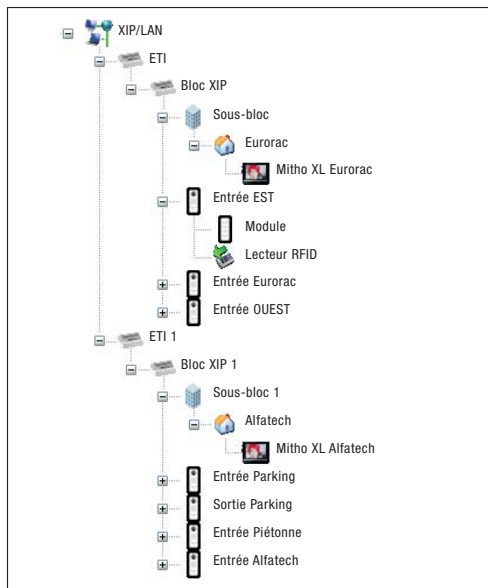 XIP/LAN
ETI
Bloc XIP
Sous-bloc
Eurorac
Mitho XL Eurorac
Entrée EST
Module
Lecteur RFID
Entrée Eurorac
Entrée OUEST
ETI 1
Bloc XIP 1
Sous-bloc 1
Alfatech
Mitho XL Alfatech
Entrée Parking
Sortie Parking
Entrée Piétonne
Entrée Alfatech